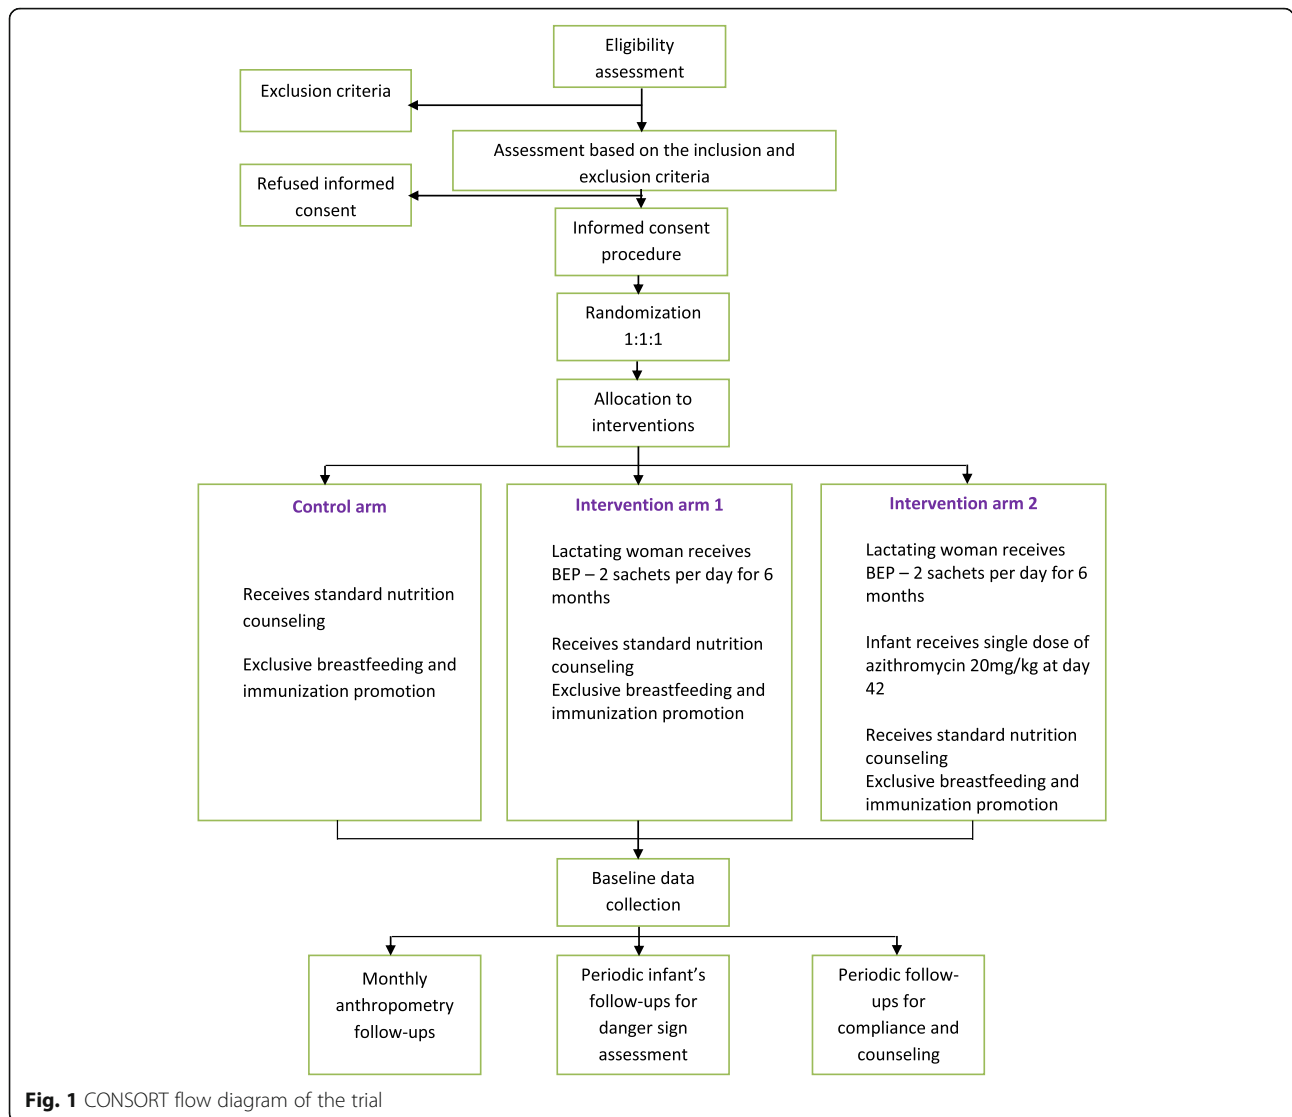 Eligibility
assessment
Exclusion criteria
Assessment based on the inclusion and
exclusion criteria
Refused informed
consent
Informed consent
procedure
Randomization
1:1:1
Allocation to
interventions
Control arm
Receives standard nutrition
counseling
Exclusive breastfeeding and
immunization promotion
Intervention arm 1
Lactating woman receives
BEP – 2 sachets per day for 6
months
Receives standard nutrition
counseling
Exclusive breastfeeding and
immunization promotion
Intervention arm 2
Lactating woman receives
BEP – 2 sachets per day for 6
months
Infant receives single dose of
azithromycin 20mg/kg at day
42
Receives standard nutrition
counseling
Exclusive breastfeeding and
immunization promotion
Baseline data
collection
Monthly
anthropometry
follow-ups
Periodic infant’s
follow-ups for
danger sign
assessment
Periodic follow-
ups for
compliance and
counseling
Fig. 1 CONSORT flow diagram of the trial